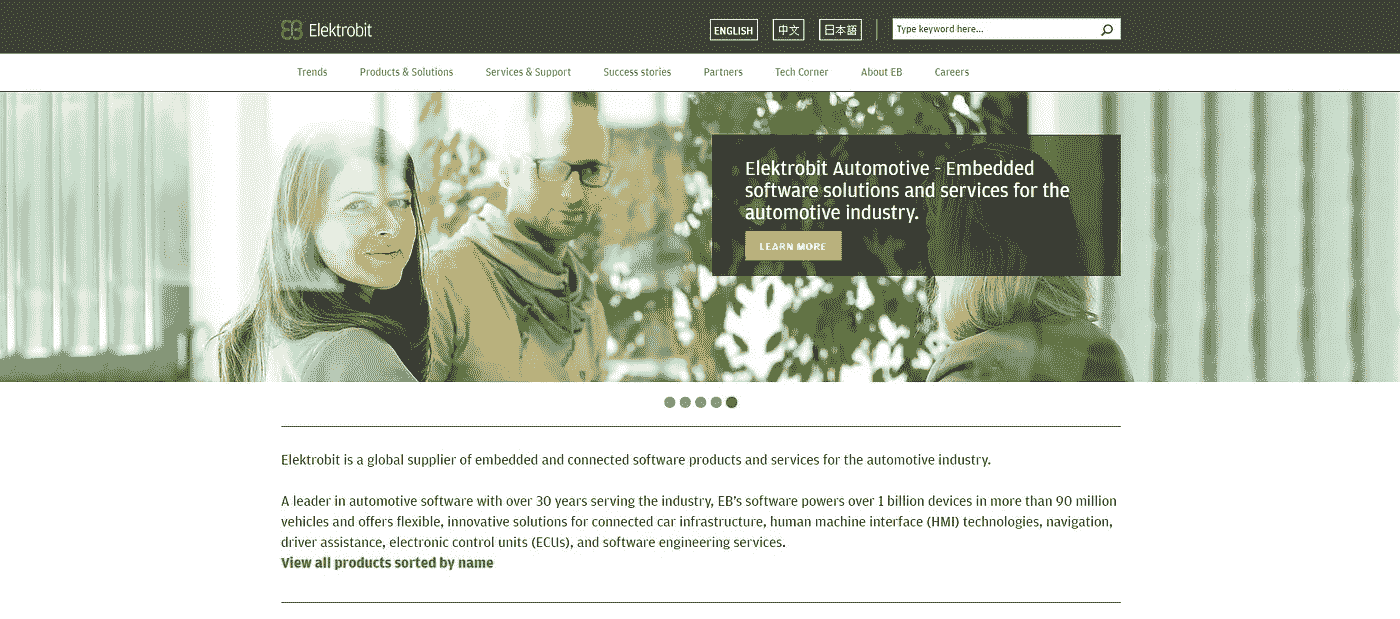 Elektrobit
ENGLISH
中文
日本語
Type keyword here...
Trends
Products & Solutions
Services & Support
Success stories
Partners
Tech Corner
About EB
Careers
Elektrobit Automotive - Embedded
software solutions and services for the
automotive industry.
LEARN MORE
Elektrobit is a global supplier of embedded and connected software products and services for the automotive industry.
A leader in automotive software with over 30 years serving the industry, EB's software powers over 1 billion devices in more than 90 million
vehicles and offers flexible, innovative solutions for connected car infrastructure, human machine interface (HMI) technologies, navigation,
driver assistance, electronic control units (ECUs), and software engineering services.
View all products sorted by name